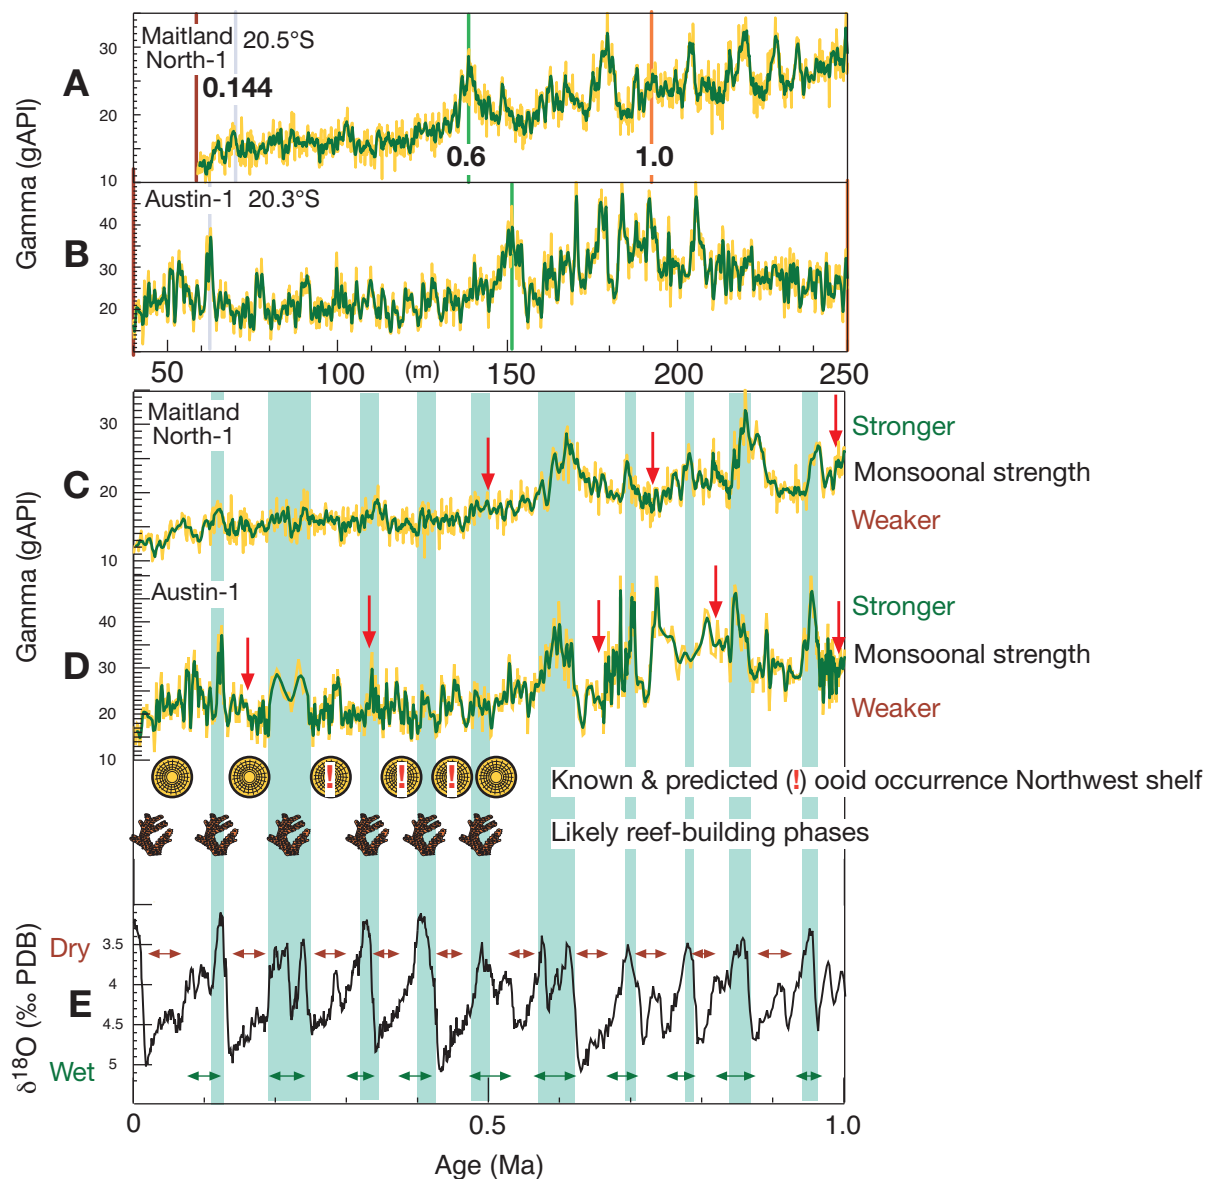 Maitland
North-1
20.5°S
A
30
20
10
0.144
0.6
1.0
Gamma (gAPI)
Austin-1 20.3°S
B
40
30
20
50
100
(m)
150
200
250
Maitland
North-1
C
30
20
10
Stronger
Monsoonal strength
Weaker
Gamma (gAPI)
Austin-1
D
40
30
20
10
Stronger
Monsoonal strength
Weaker
! ! !
Known & predicted (!) ooid occurrence Northwest shelf
Likely reef-building phases
Dry
E
Wet
δ18O (‰ PDB)
3.5
4
4.5
5
0
0.5
1.0
Age (Ma)